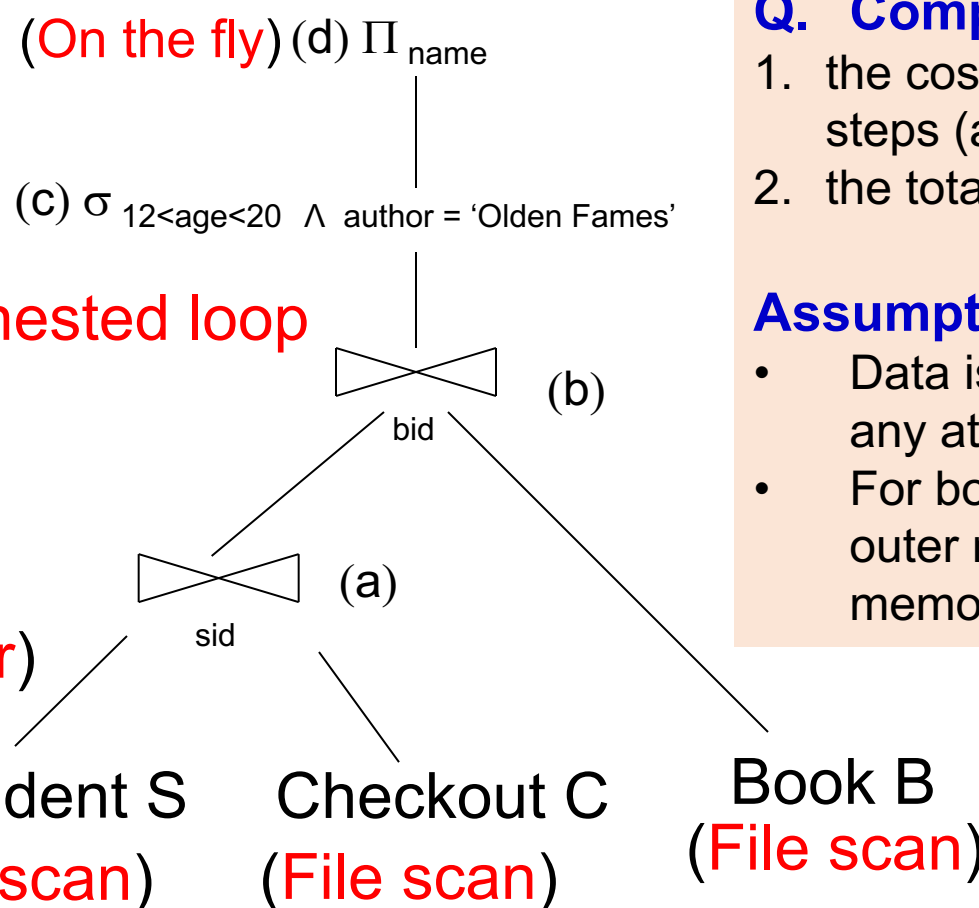 (On the fly) (d) Π name
(c) σ 12<age<20 Λ author = ‘Olden Fames’
nested loop
(b)
bid
(a)
sid
r)
dent S
scan)
Checkout C
(File scan)
Book B
(File scan)
Q. Comp
1. the cos
steps (a
2. the tota
Assumpt
• Data is
any at
• For bo
outer r
memo